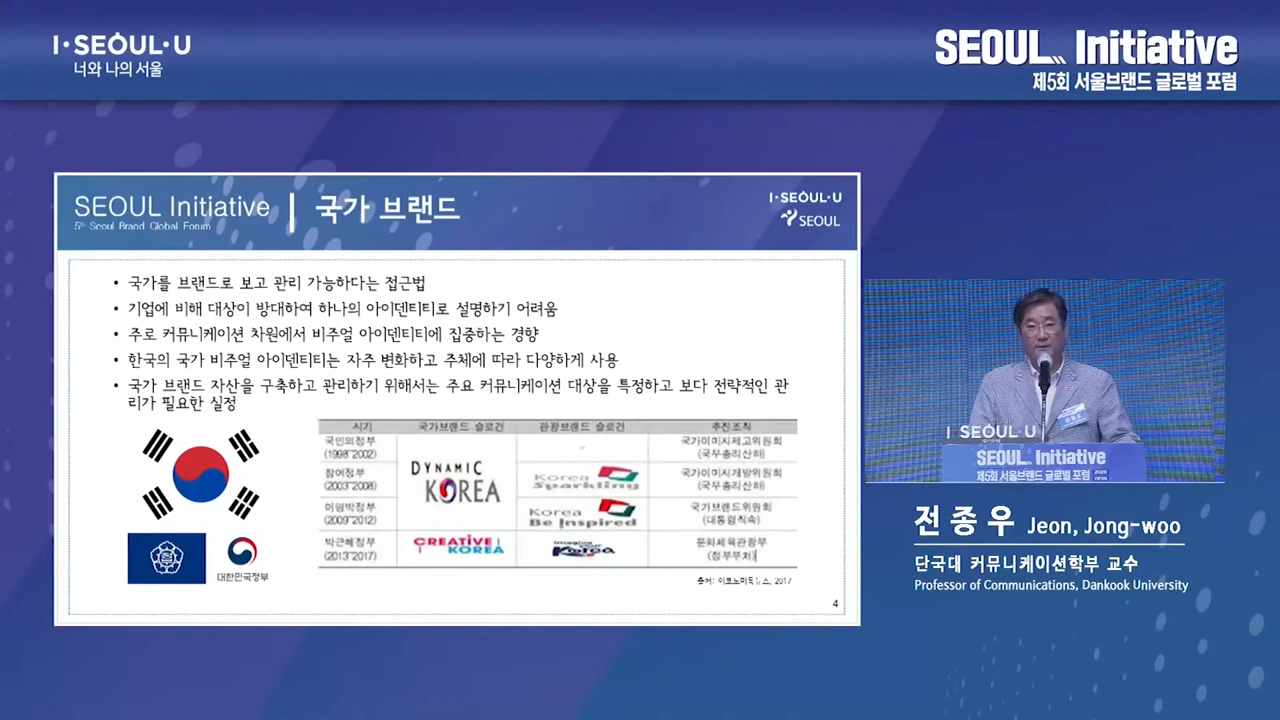 I·SEOUL·U
너와 나의 서울
SEOUL Initiative
제5회 서울브랜드 글로벌 포럼
SEOUL Initiative
5th Seoul Brand Global Forum
국가 브랜드
I·SEOUL·U
SEOUL
• 국가를 브랜드로 보고 관리 가능하다는 접근법
• 기업에 비해 대상이 방대하여 하나의 아이덴티티로 설명하기 어려움
• 주로 커뮤니케이션 차원에서 비주얼 아이덴티티에 집중하는 경향
• 한국의 국가 비주얼 아이덴티티는 자주 변화하고 주체에 따라 다양하게 사용
• 국가 브랜드 자산을 구축하고 관리하기 위해서는 주요 커뮤니케이션 대상을 특정하고 보다 전략적인 관
리가 필요한 실정
대한민국정부
시기 국가브랜드 슬로건 관광브랜드 슬로건 추진조직
국민의정부
(1998~2002)
DYNAMIC
KOREA
-
국가이미지제고위원회
(국무총리산하)
참여정부
(2003~2008)
Korea
Sparkling
국가이미지개발위원회
(국무총리산하)
이명박정부
(2009~2012)
Korea
Be Inspired
국가브랜드위원회
(대통령직속)
박근혜정부
(2013~2017)
CREATIVE
KOREA
Imagine
your
Korea
문화체육관광부
(정부부처)
출처: 이코노미톡뉴스, 2017
4
I·SEOUL·U
SEOUL Initiative
제5회 서울브랜드 글로벌 포럼
2020
전종우 Jeon, Jong-woo
단국대 커뮤니케이션학부 교수
Professor of Communications, Dankook University